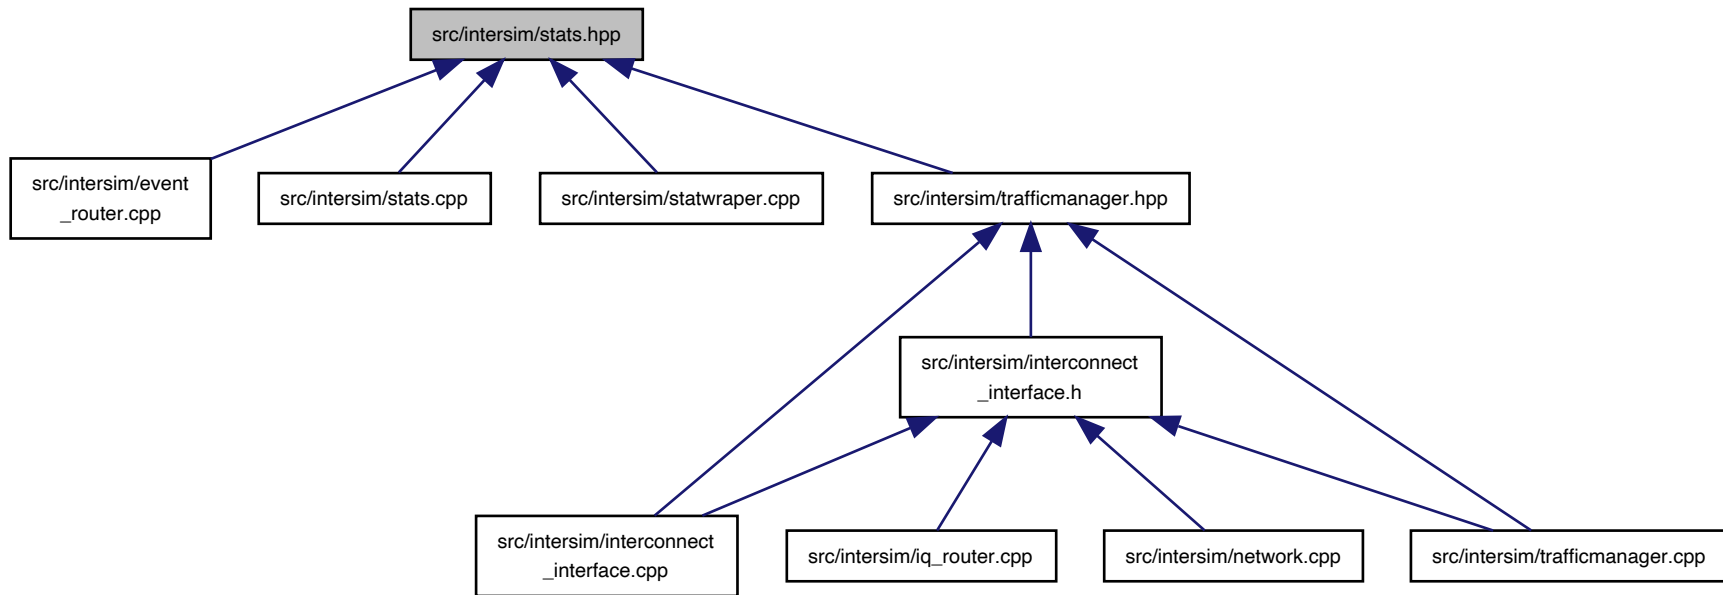 src/intersim/stats.hpp
src/intersim/event
_router.cpp
src/intersim/stats.cpp
src/intersim/statwraper.cpp
src/intersim/trafficmanager.hpp
src/intersim/interconnect
_interface.h
src/intersim/interconnect
_interface.cpp
src/intersim/iq_router.cpp
src/intersim/network.cpp
src/intersim/trafficmanager.cpp